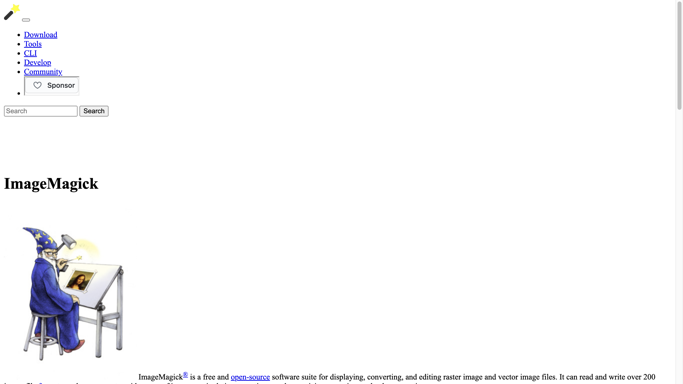 Download
Tools
CLI
Develop
Community
Sponsor
Search Search
ImageMagick
ImageMagick® is a free and open-source software suite for displaying, converting, and editing raster image and vector image files. It can read and write over 200